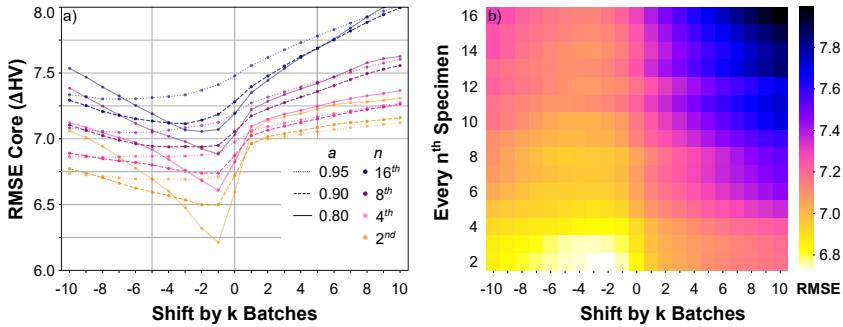 a)
RMSE Core (ΔHV)
8.0
7.5
7.0
6.5
6.0
-10 -8 -6 -4 -2 0 2 4 6 8 10
Shift by k Batches
a n
0.95 16th
0.90 8th
0.80 4th
2nd
b)
Every nth Specimen
16
14
12
10
8
6
4
2
-10 -8 -6 -4 -2 0 2 4 6 8 10
Shift by k Batches
7.8
7.6
7.4
7.2
7.0
6.8
RMSE